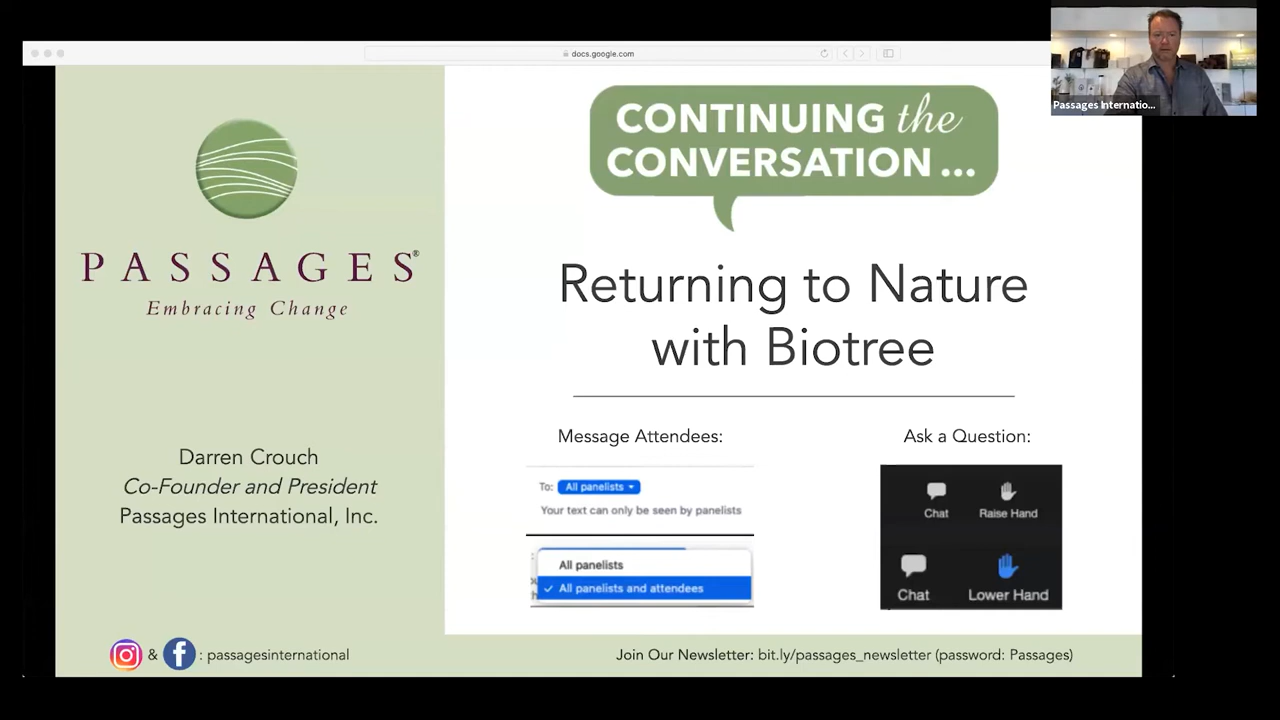 docs.google.com
Passages Internatio...
CONTINUING the
CONVERSATION ...
PASSAGES®
Embracing Change
Returning to Nature
with Biotree
Darren Crouch
Co-Founder and President
Passages International, Inc.
Message Attendees:
To: All panelists
Your text can only be seen by panelists
All panelists
All panelists and attendees
Ask a Question:
Chat
Raise Hand
Chat
Lower Hand
& f : passagesinternational
Join Our Newsletter: bit.ly/passages_newsletter (password: Passages)